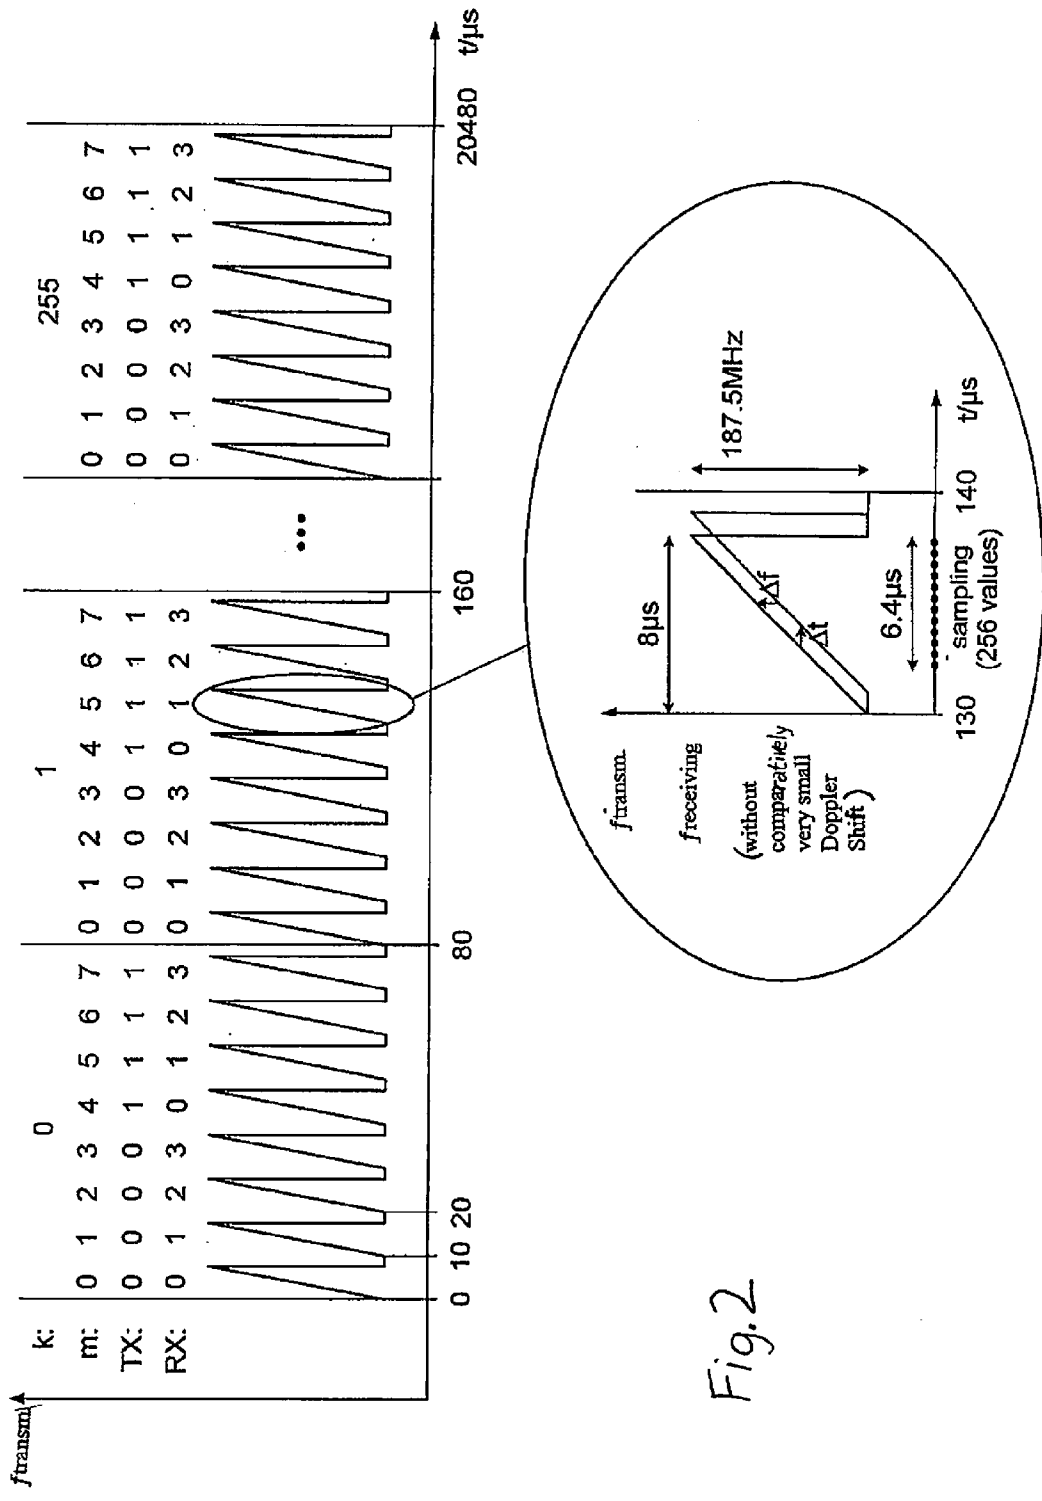 ftransm
k: 0 1 255
m: 0 1 2 3 4 5 6 7 0 1 2 3 4 5 6 7 0 1 2 3 4 5 6 7
TX: 0 0 0 0 1 1 1 1 0 0 0 0 1 1 1 1 0 0 0 0 1 1 1 1
RX: 0 1 2 3 0 1 2 3 0 1 2 3 0 1 2 3 0 1 2 3 0 1 2 3
•••
0 10 20 80 160 20480 t/µs
ftransm.
freceiving
(without
comparatively
very small
Doppler
Shift)
8µs
Δf
Δt
187.5MHz
6.4µs
130 140 t/µs
sampling
(256 values)
Fig.2